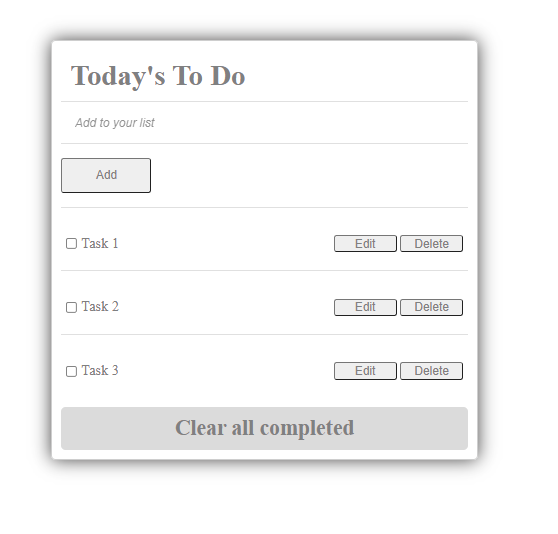 Today's To Do
Add to your list
Add
Task 1 Edit Delete
Task 2 Edit Delete
Task 3 Edit Delete
Clear all completed